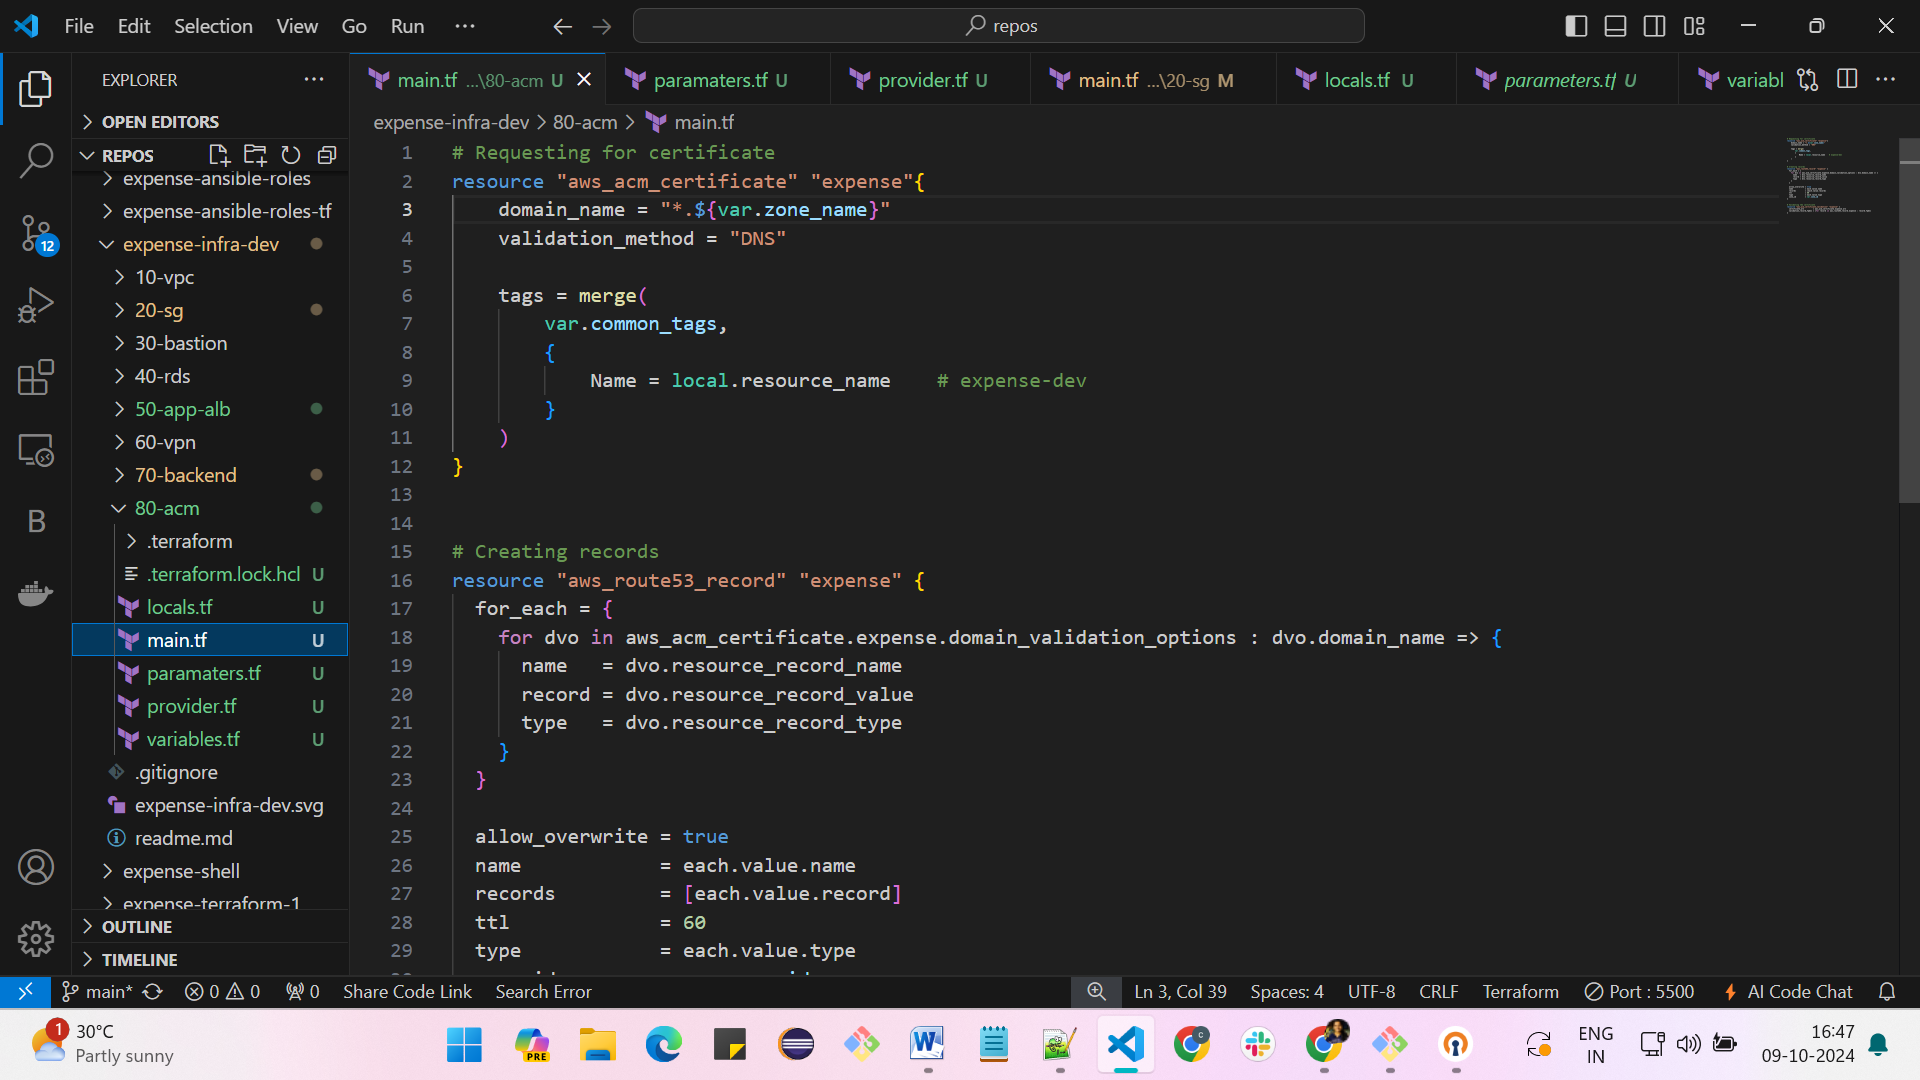 File Edit Selection View Go Run ···
repos
EXPLORER
OPEN EDITORS
REPOS
expense-ansible-roles
expense-ansible-roles-tf
expense-infra-dev
10-vpc
20-sg
30-bastion
40-rds
50-app-alb
60-vpn
70-backend
80-acm
.terraform
.terraform.lock.hcl U
locals.tf U
main.tf U
paramaters.tf U
provider.tf U
variables.tf U
.gitignore
expense-infra-dev.svg
readme.md
expense-shell
expense-terraform-1
OUTLINE
TIMELINE
12
B
main.tf ...\80-acm U
paramaters.tf U
provider.tf U
main.tf ...\20-sg M
locals.tf U
parameters.tf U
variabl
expense-infra-dev > 80-acm > main.tf
1 # Requesting for certificate
2 resource "aws_acm_certificate" "expense"{
3 domain_name = "*.${var.zone_name}"
4 validation_method = "DNS"
5
6 tags = merge(
7 var.common_tags,
8 {
9 Name = local.resource_name # expense-dev
10 }
11 )
12 }
13
14
15 # Creating records
16 resource "aws_route53_record" "expense" {
17 for_each = {
18 for dvo in aws_acm_certificate.expense.domain_validation_options : dvo.domain_name => {
19 name = dvo.resource_record_name
20 record = dvo.resource_record_value
21 type = dvo.resource_record_type
22 }
23 }
24
25 allow_overwrite = true
26 name = each.value.name
27 records = [each.value.record]
28 ttl = 60
29 type = each.value.type
main* 0 0 0 Share Code Link Search Error
Ln 3, Col 39 Spaces: 4 UTF-8 CRLF Terraform Port : 5500 AI Code Chat
1
30°C
Partly sunny
PRE
ENG
IN
16:47
09-10-2024